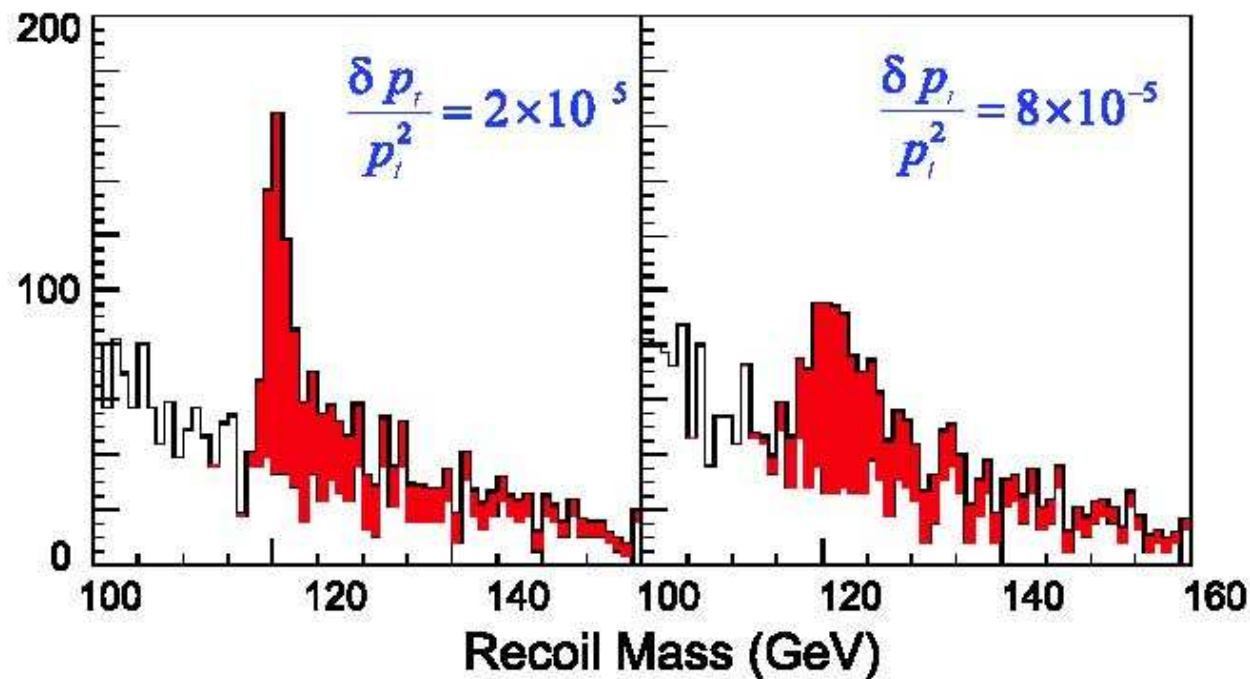 200
100
0
δ p_t / p_t^2 = 2×10 5
δ p_t / p_t^2 = 8×10^-5
100 120 140 100 120 140 160
Recoil Mass (GeV)